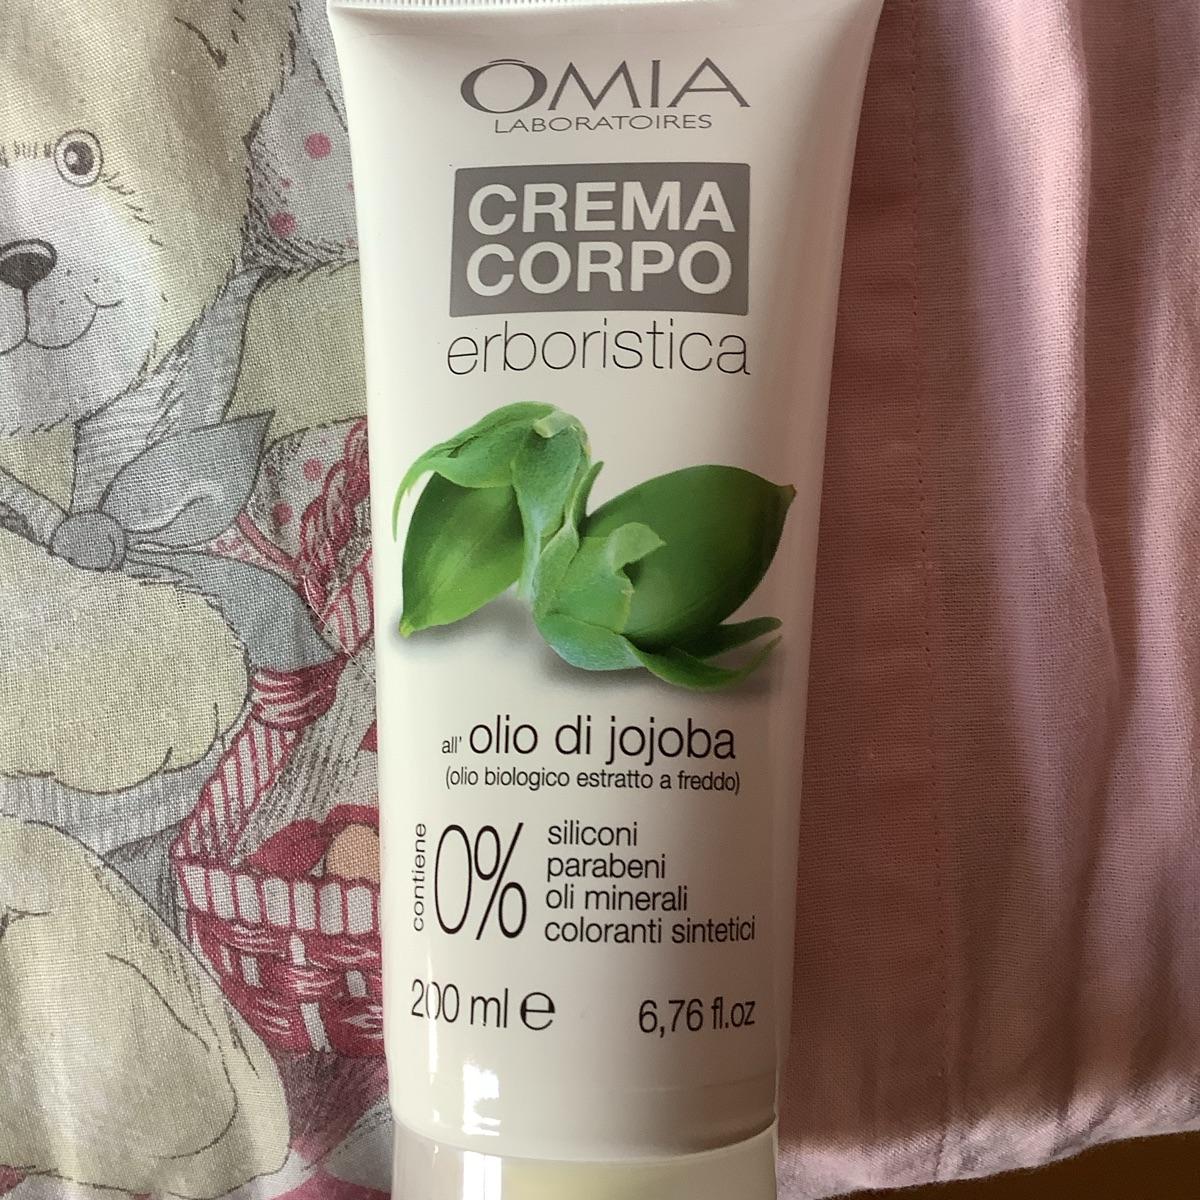 ŌMIA
LABORATOIRES
CREMA
CORPO
erboristica
all' olio di jojoba
(olio biologico estratto a freddo)
contiene
0%
siliconi
parabeni
oli minerali
coloranti sintetici
200 ml ℮
6,76 fl.oz